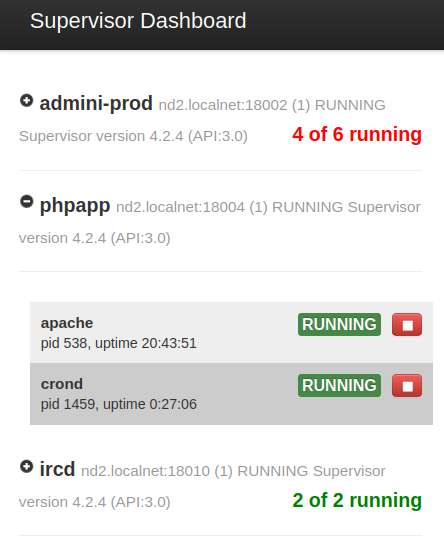 Supervisor Dashboard
admini-prod nd2.localnet:18002 (1) RUNNING
Supervisor version 4.2.4 (API:3.0) 4 of 6 running
phpapp nd2.localnet:18004 (1) RUNNING Supervisor
version 4.2.4 (API:3.0)
apache RUNNING
pid 538, uptime 20:43:51
crond RUNNING
pid 1459, uptime 0:27:06
ircd nd2.localnet:18010 (1) RUNNING Supervisor
version 4.2.4 (API:3.0) 2 of 2 running